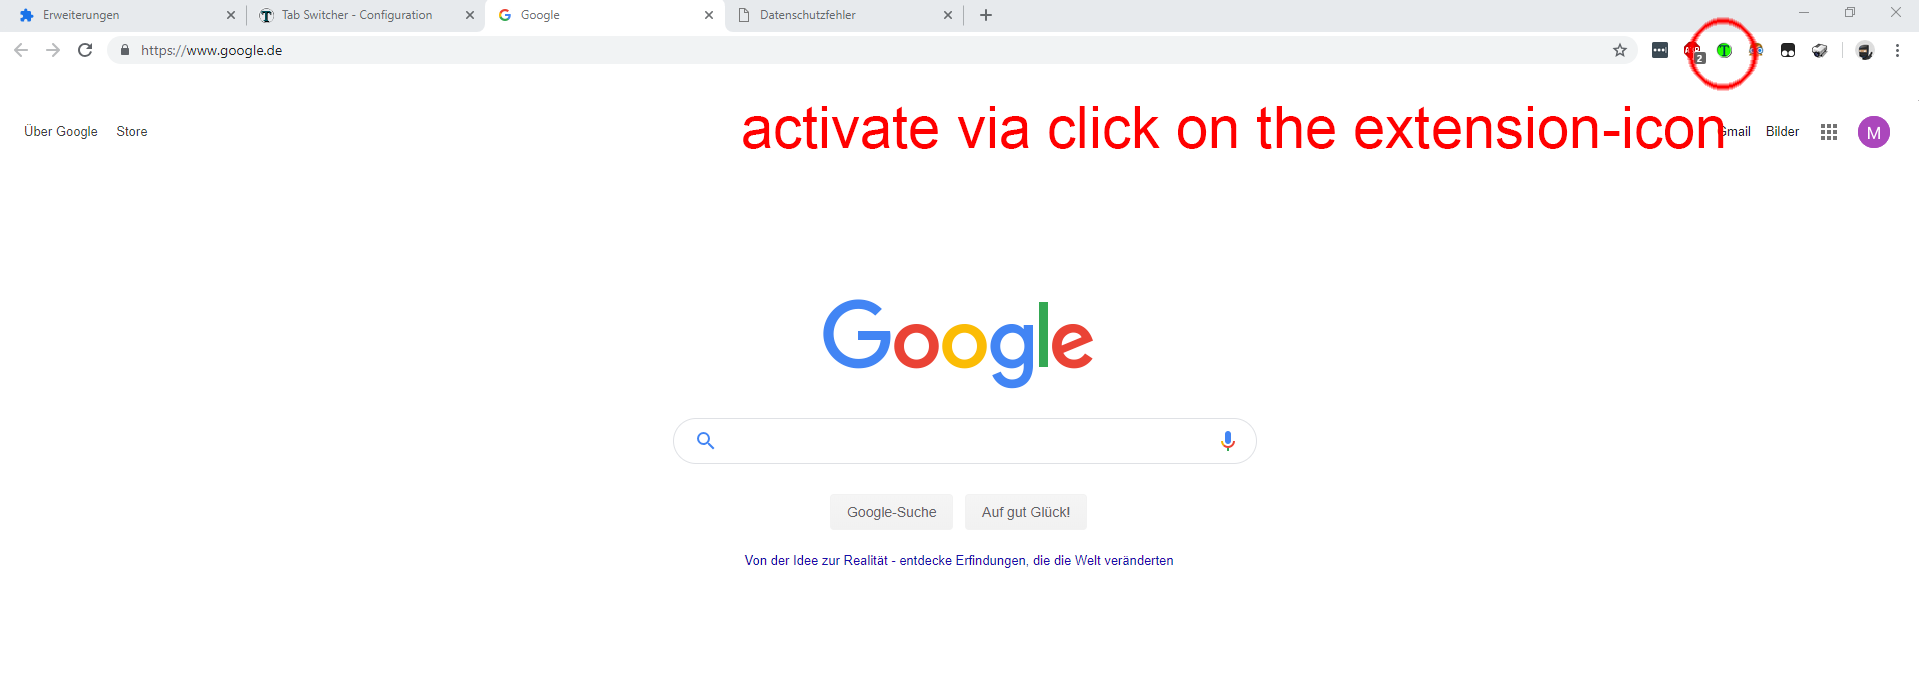 Erweiterungen
Tab Switcher - Configuration
Google
Datenschutzfehler
https://www.google.de
2
T
activate via click on the extension-icon
Über Google Store
Gmail Bilder
M
Google
Google-Suche
Auf gut Glück!
Von der Idee zur Realität - entdecke Erfindungen, die die Welt veränderten